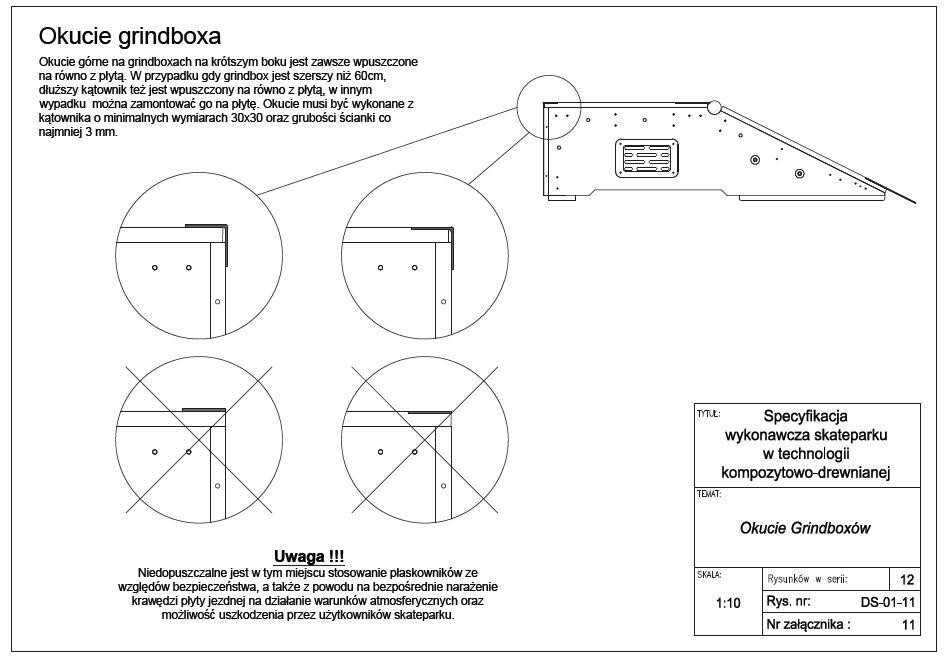 Okucie grindboxa
Okucie górne na grindboxach na krótszym boku jest zawsze wpuszczone
na równo z płytą. W przypadku gdy grindbox jest szerszy niż 60cm,
dłuższy kątownik też jest wpuszczony na równo z płytą, w innym
wypadku można zamontować go na płytę. Okucie musi być wykonane z
kątownika o minimalnych wymiarach 30x30 oraz grubości ścianki co
najmniej 3 mm.
Uwaga !!!
Niedopuszczalne jest w tym miejscu stosowanie płaskowników ze
względów bezpieczeństwa, a także z powodu na bezpośrednie narażenie
krawędzi płyty jezdnej na działanie warunków atmosferycznych oraz
możliwość uszkodzenia przez użytkowników skateparku.
TYTUŁ:
Specyfikacja
wykonawcza skateparku
w technologii
kompozytowo-drewnianej
TEMAT:
Okucie Grindboxów
SKALA:
1:10
Rysunków w serii: 12
Rys. nr: DS-01-11
Nr załącznika : 11